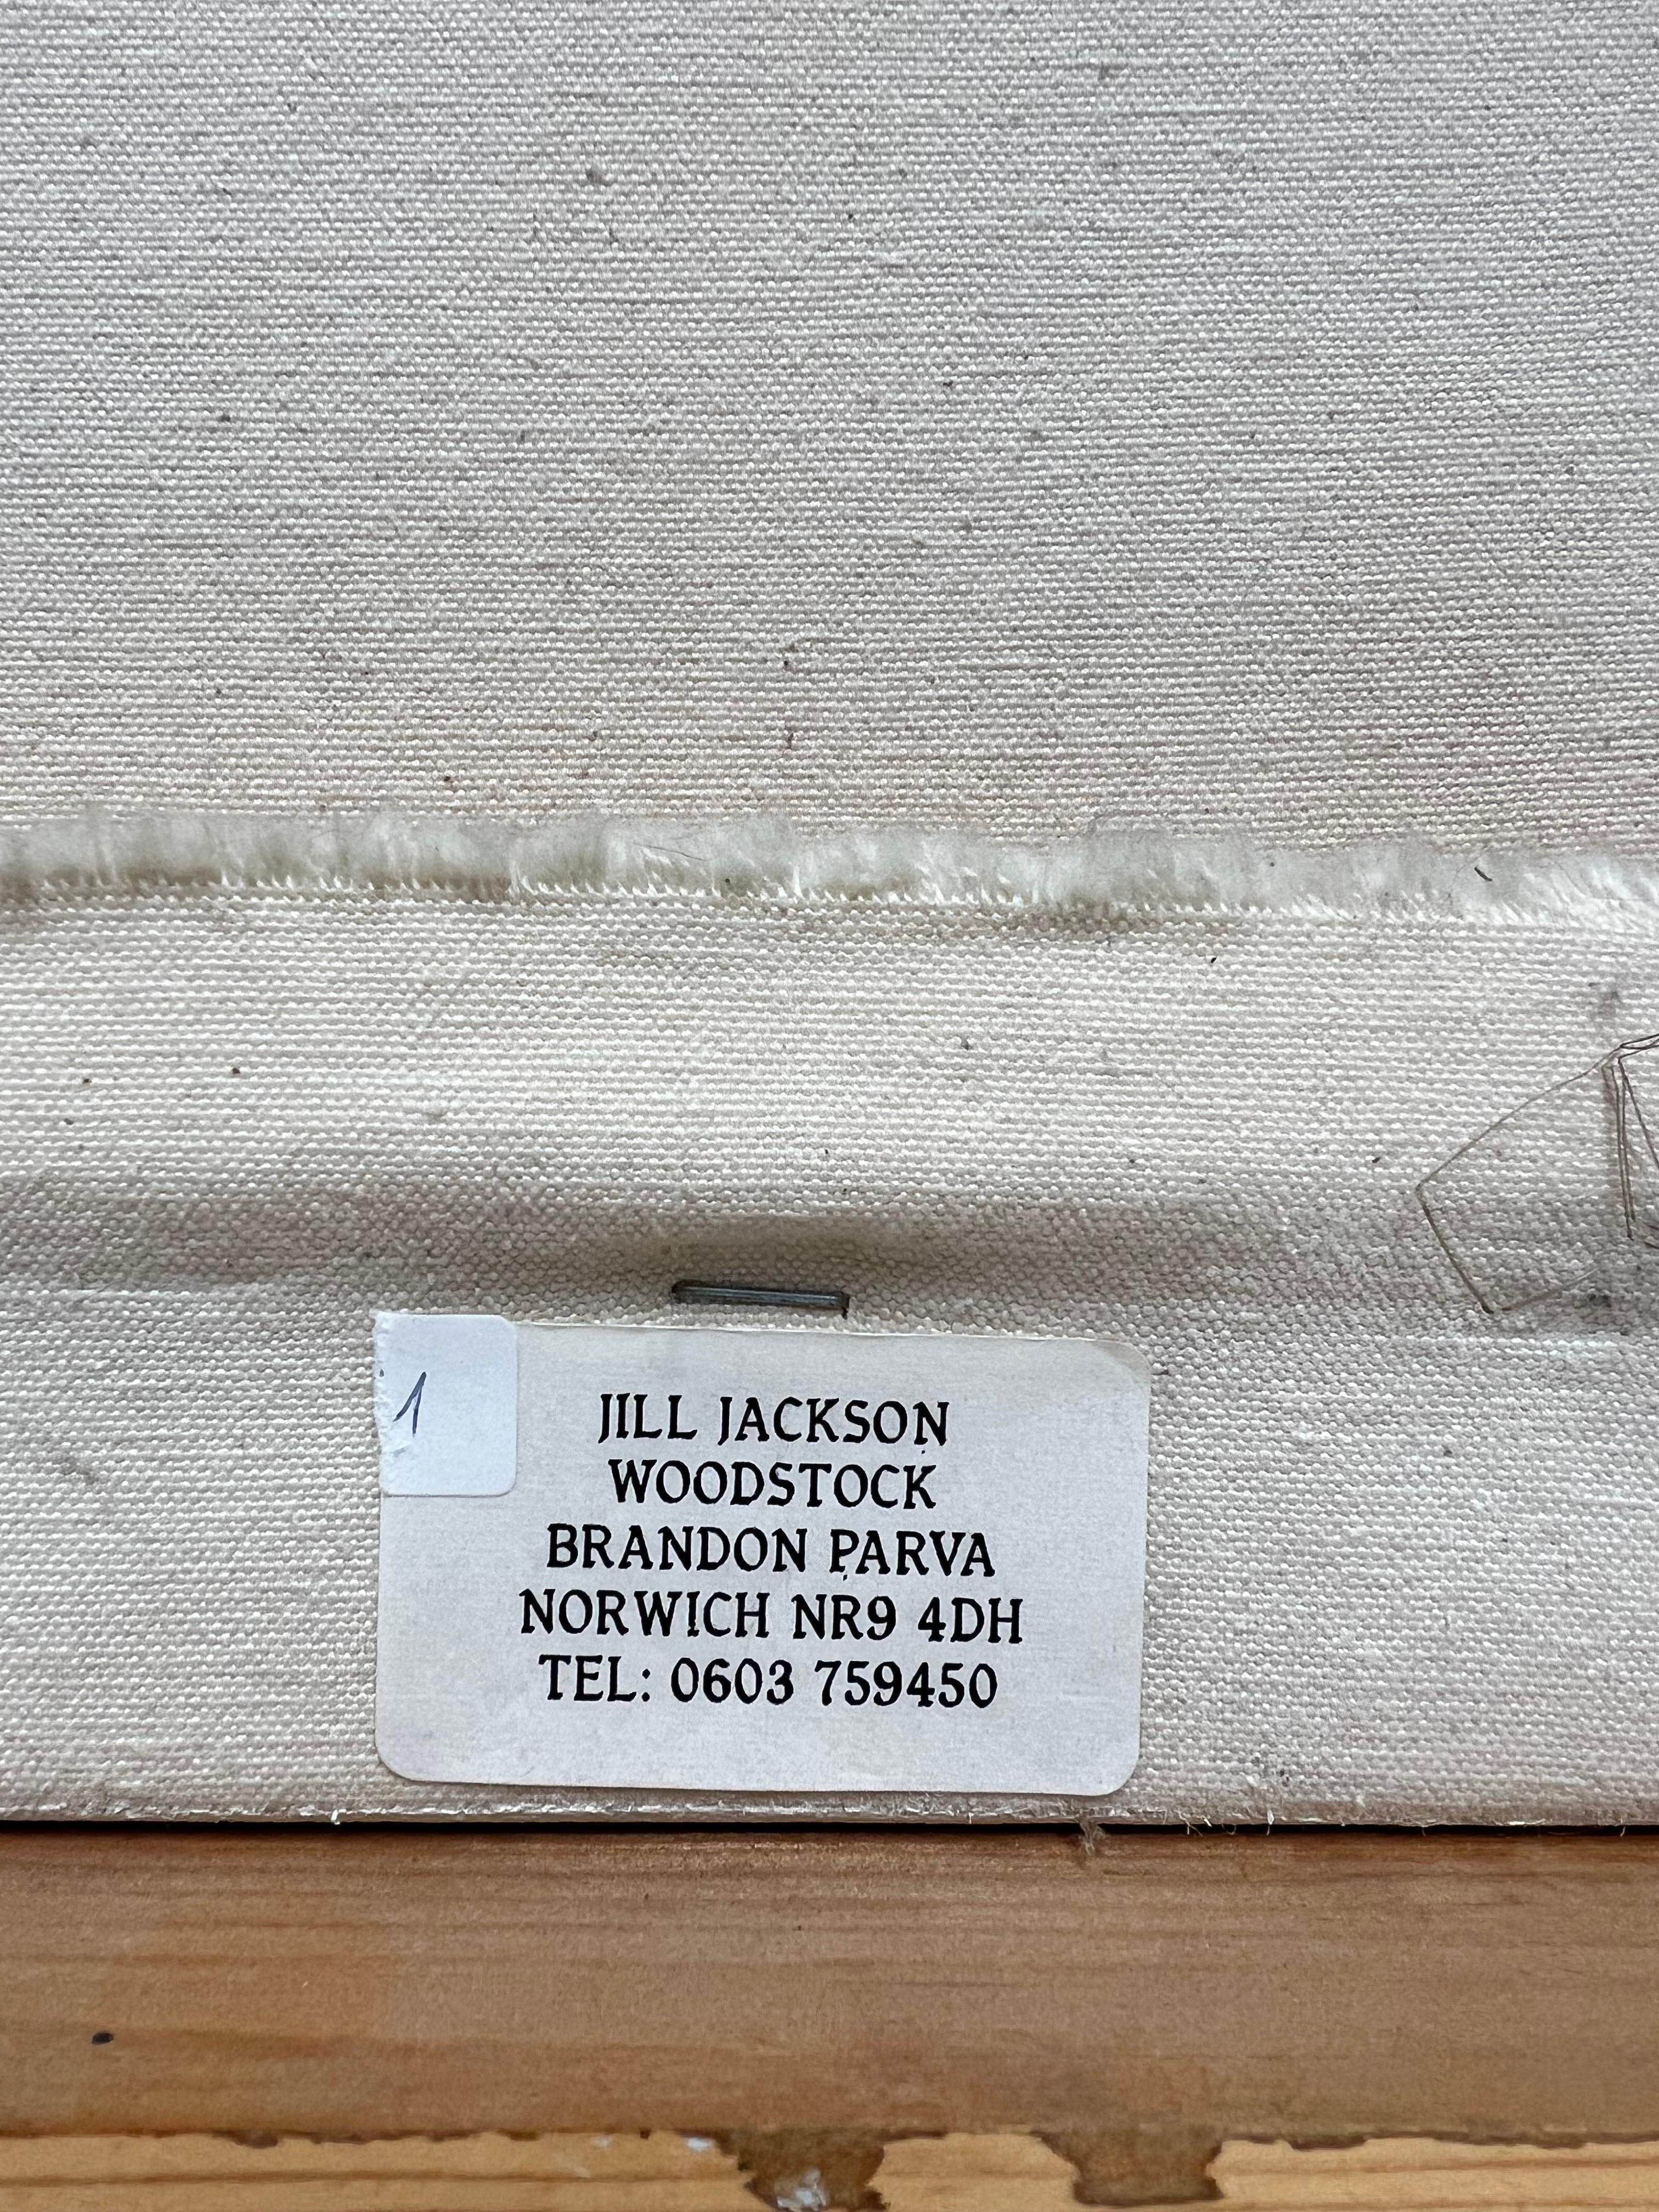 1
JILL JACKSON
WOODSTOCK
BRANDON PARVA
NORWICH NR9 4DH
TEL: 0603 759450